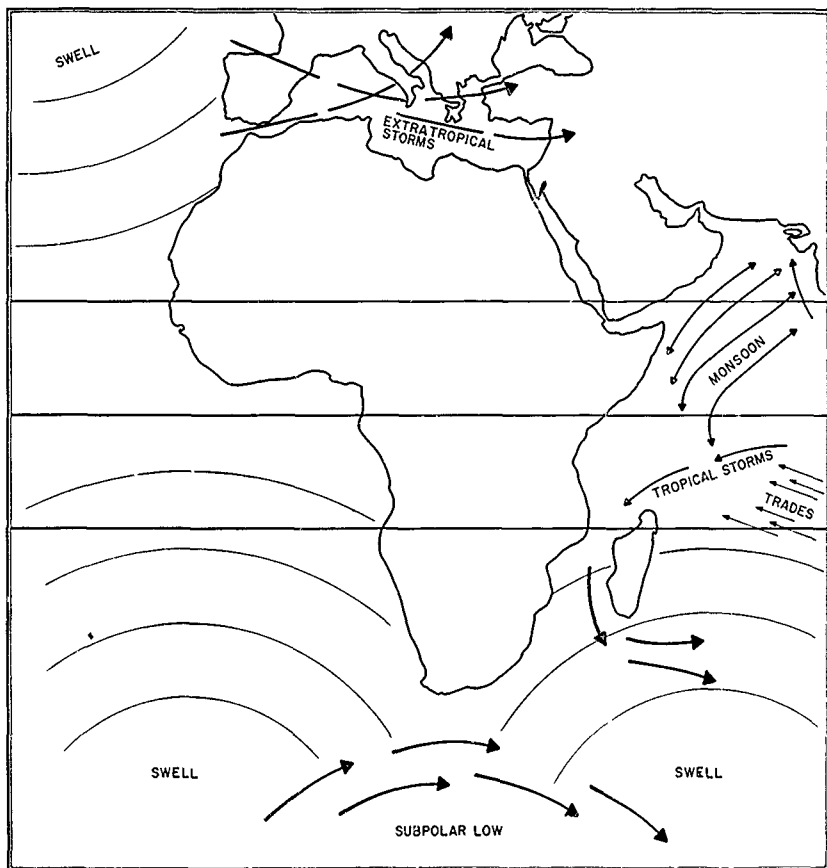 SWELL
EXTRATROPICAL
STORMS
MONSOON
TROPICAL STORMS
TRADES
SWELL
SWELL
SUBPOLAR LOW